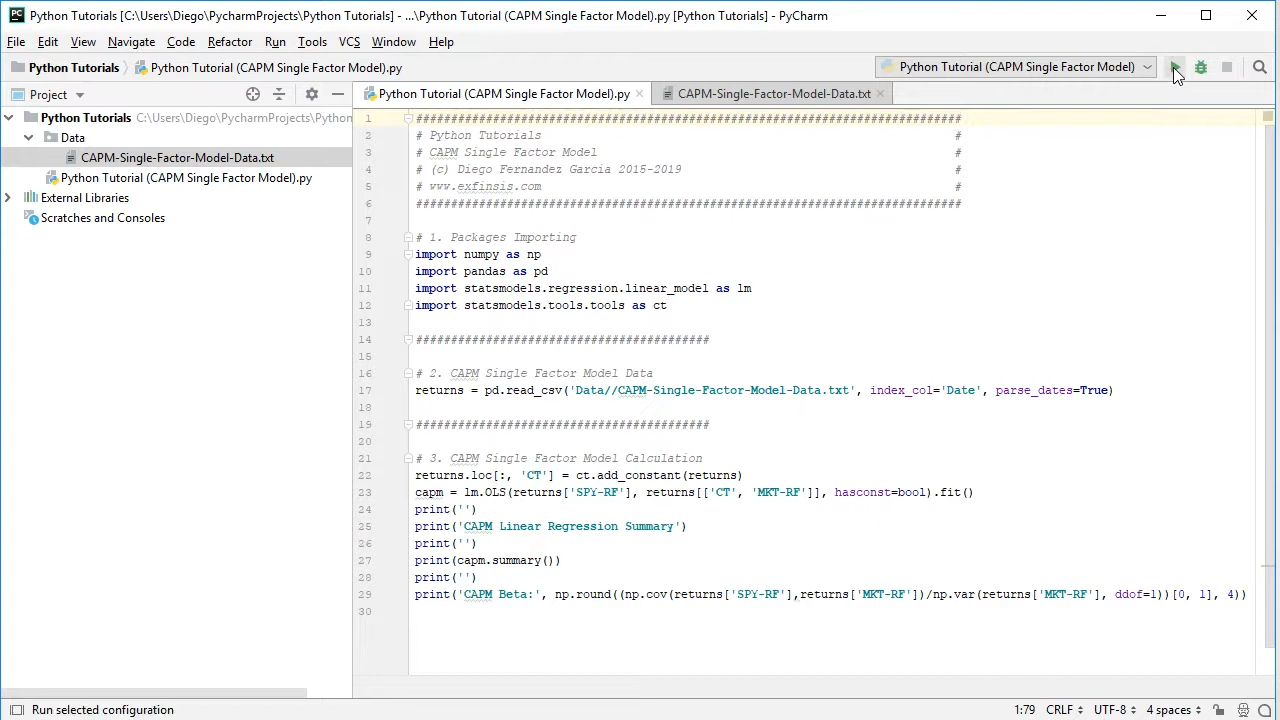 Python Tutorials [C:\Users\Diego\PycharmProjects\Python Tutorials] - ...\Python Tutorial (CAPM Single Factor Model).py [Python Tutorials] - PyCharm
File Edit View Navigate Code Refactor Run Tools VCS Window Help
Python Tutorials Python Tutorial (CAPM Single Factor Model).py Python Tutorial (CAPM Single Factor Model)
Project Python Tutorial (CAPM Single Factor Model).py CAPM-Single-Factor-Model-Data.txt
Python Tutorials C:\Users\Diego\PycharmProjects\Python
Data
CAPM-Single-Factor-Model-Data.txt
Python Tutorial (CAPM Single Factor Model).py
External Libraries
Scratches and Consoles
1 ##############################################################################
2 # Python Tutorials #
3 # CAPM Single Factor Model #
4 # (c) Diego Fernandez Garcia 2015-2019 #
5 # www.exfinsis.com #
6 ##############################################################################
7
8 # 1. Packages Importing
9 import numpy as np
10 import pandas as pd
11 import statsmodels.regression.linear_model as lm
12 import statsmodels.tools.tools as ct
13
14 ##########################################
15
16 # 2. CAPM Single Factor Model Data
17 returns = pd.read_csv('Data//CAPM-Single-Factor-Model-Data.txt', index_col='Date', parse_dates=True)
18
19 ##########################################
20
21 # 3. CAPM Single Factor Model Calculation
22 returns.loc[:, 'CT'] = ct.add_constant(returns)
23 capm = lm.OLS(returns['SPY-RF'], returns[['CT', 'MKT-RF']], hasconst=bool).fit()
24 print('')
25 print('CAPM Linear Regression Summary')
26 print('')
27 print(capm.summary())
28 print('')
29 print('CAPM Beta:', np.round((np.cov(returns['SPY-RF'],returns['MKT-RF'])/np.var(returns['MKT-RF'], ddof=1))[0, 1], 4))
30
Run selected configuration 1:79 CRLF UTF-8 4 spaces